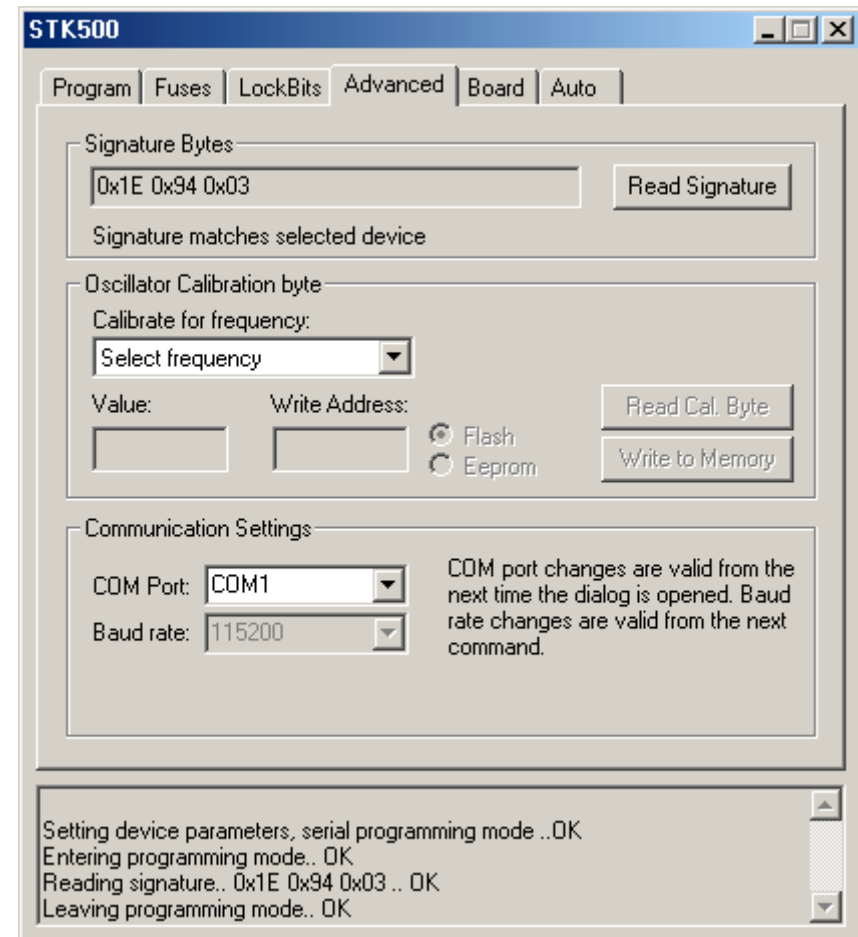 STK500
Program Fuses LockBits Advanced Board Auto
Signature Bytes
0x1E 0x94 0x03 Read Signature
Signature matches selected device
Oscillator Calibration byte
Calibrate for frequency:
Select frequency
Value: Write Address: Read Cal. Byte
Flash
Eeprom Write to Memory
Communication Settings
COM Port: COM1
Baud rate: 115200
COM port changes are valid from the
next time the dialog is opened. Baud
rate changes are valid from the next
command.
Setting device parameters, serial programming mode ..OK
Entering programming mode.. OK
Reading signature.. 0x1E 0x94 0x03 .. OK
Leaving programming mode.. OK